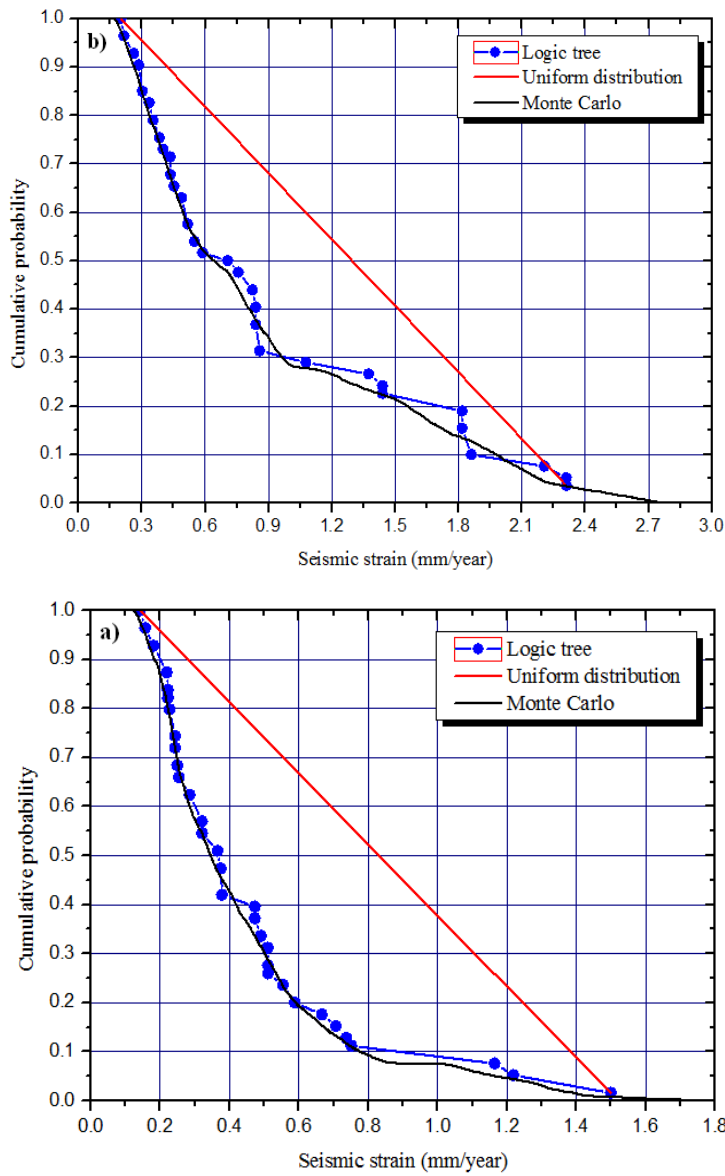 b)
Logic tree
Uniform distribution
Monte Carlo
1.0
0.9
0.8
0.7
0.6
0.5
0.4
0.3
0.2
0.1
0.0
Cumulative probability
0.0 0.3 0.6 0.9 1.2 1.5 1.8 2.1 2.4 2.7 3.0
Seismic strain (mm/year)
a)
Logic tree
Uniform distribution
Monte Carlo
1.0
0.9
0.8
0.7
0.6
0.5
0.4
0.3
0.2
0.1
0.0
Cumulative probability
0.0 0.2 0.4 0.6 0.8 1.0 1.2 1.4 1.6 1.8
Seismic strain (mm/year)